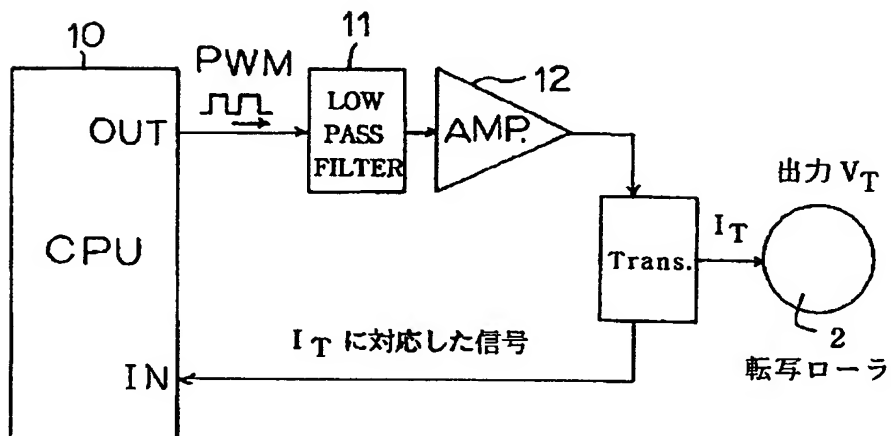 10
PWM
11
12
OUT
LOW
PASS
FILTER
AMP.
出力 VT
CPU
Trans.
IT
IT に対応した信号
2
IN
転写ローラ